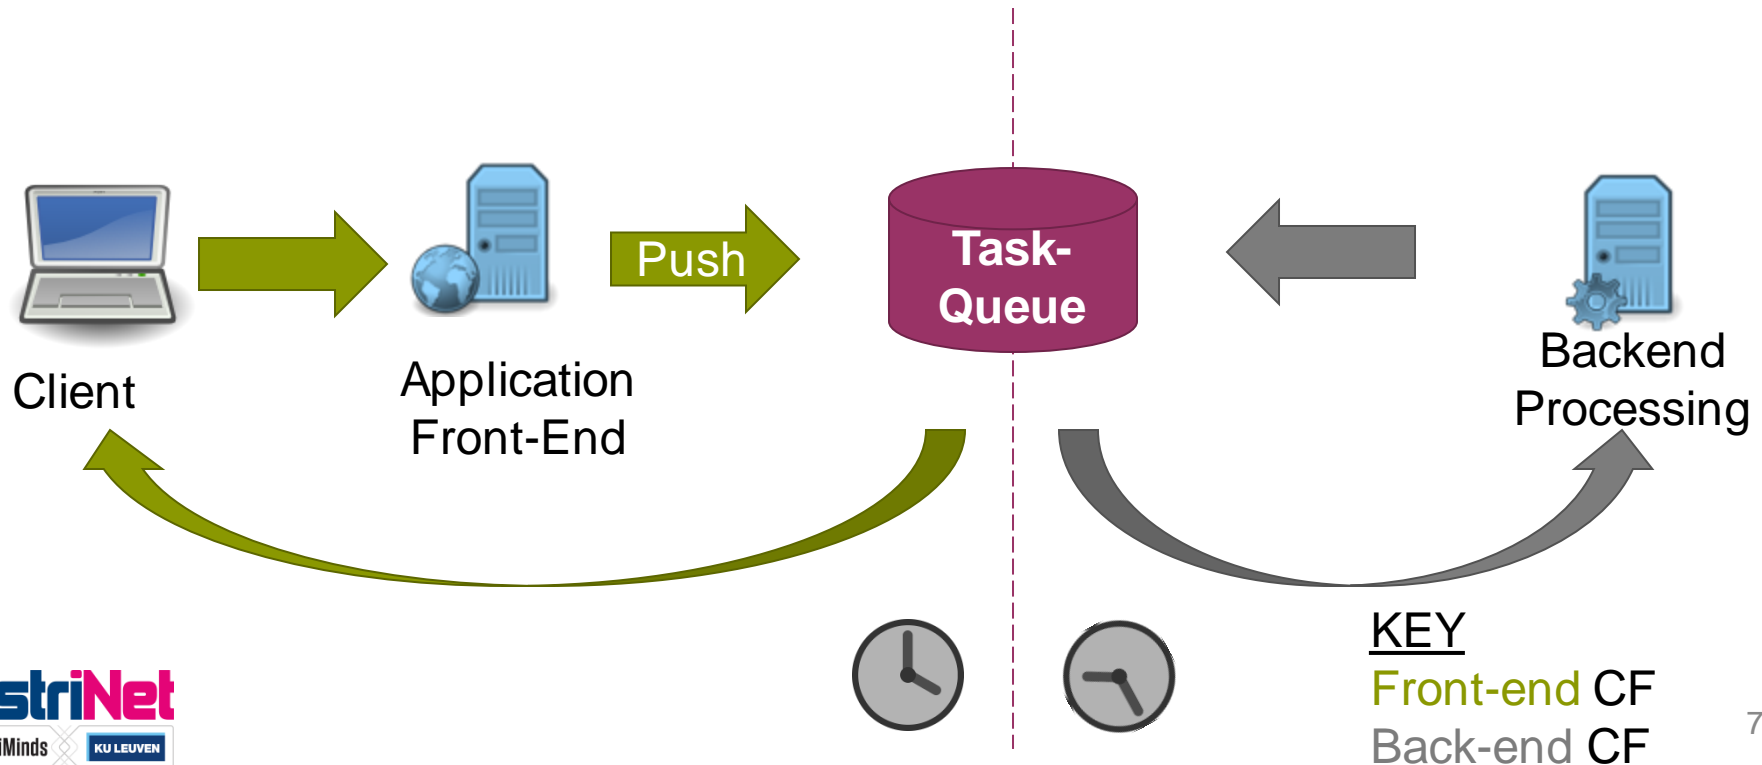 Push
Task-
Queue
Client
Application
Front-End
Backend
Processing
KEY
Front-end CF
Back-end CF
striNet
iMinds
KU LEUVEN
7